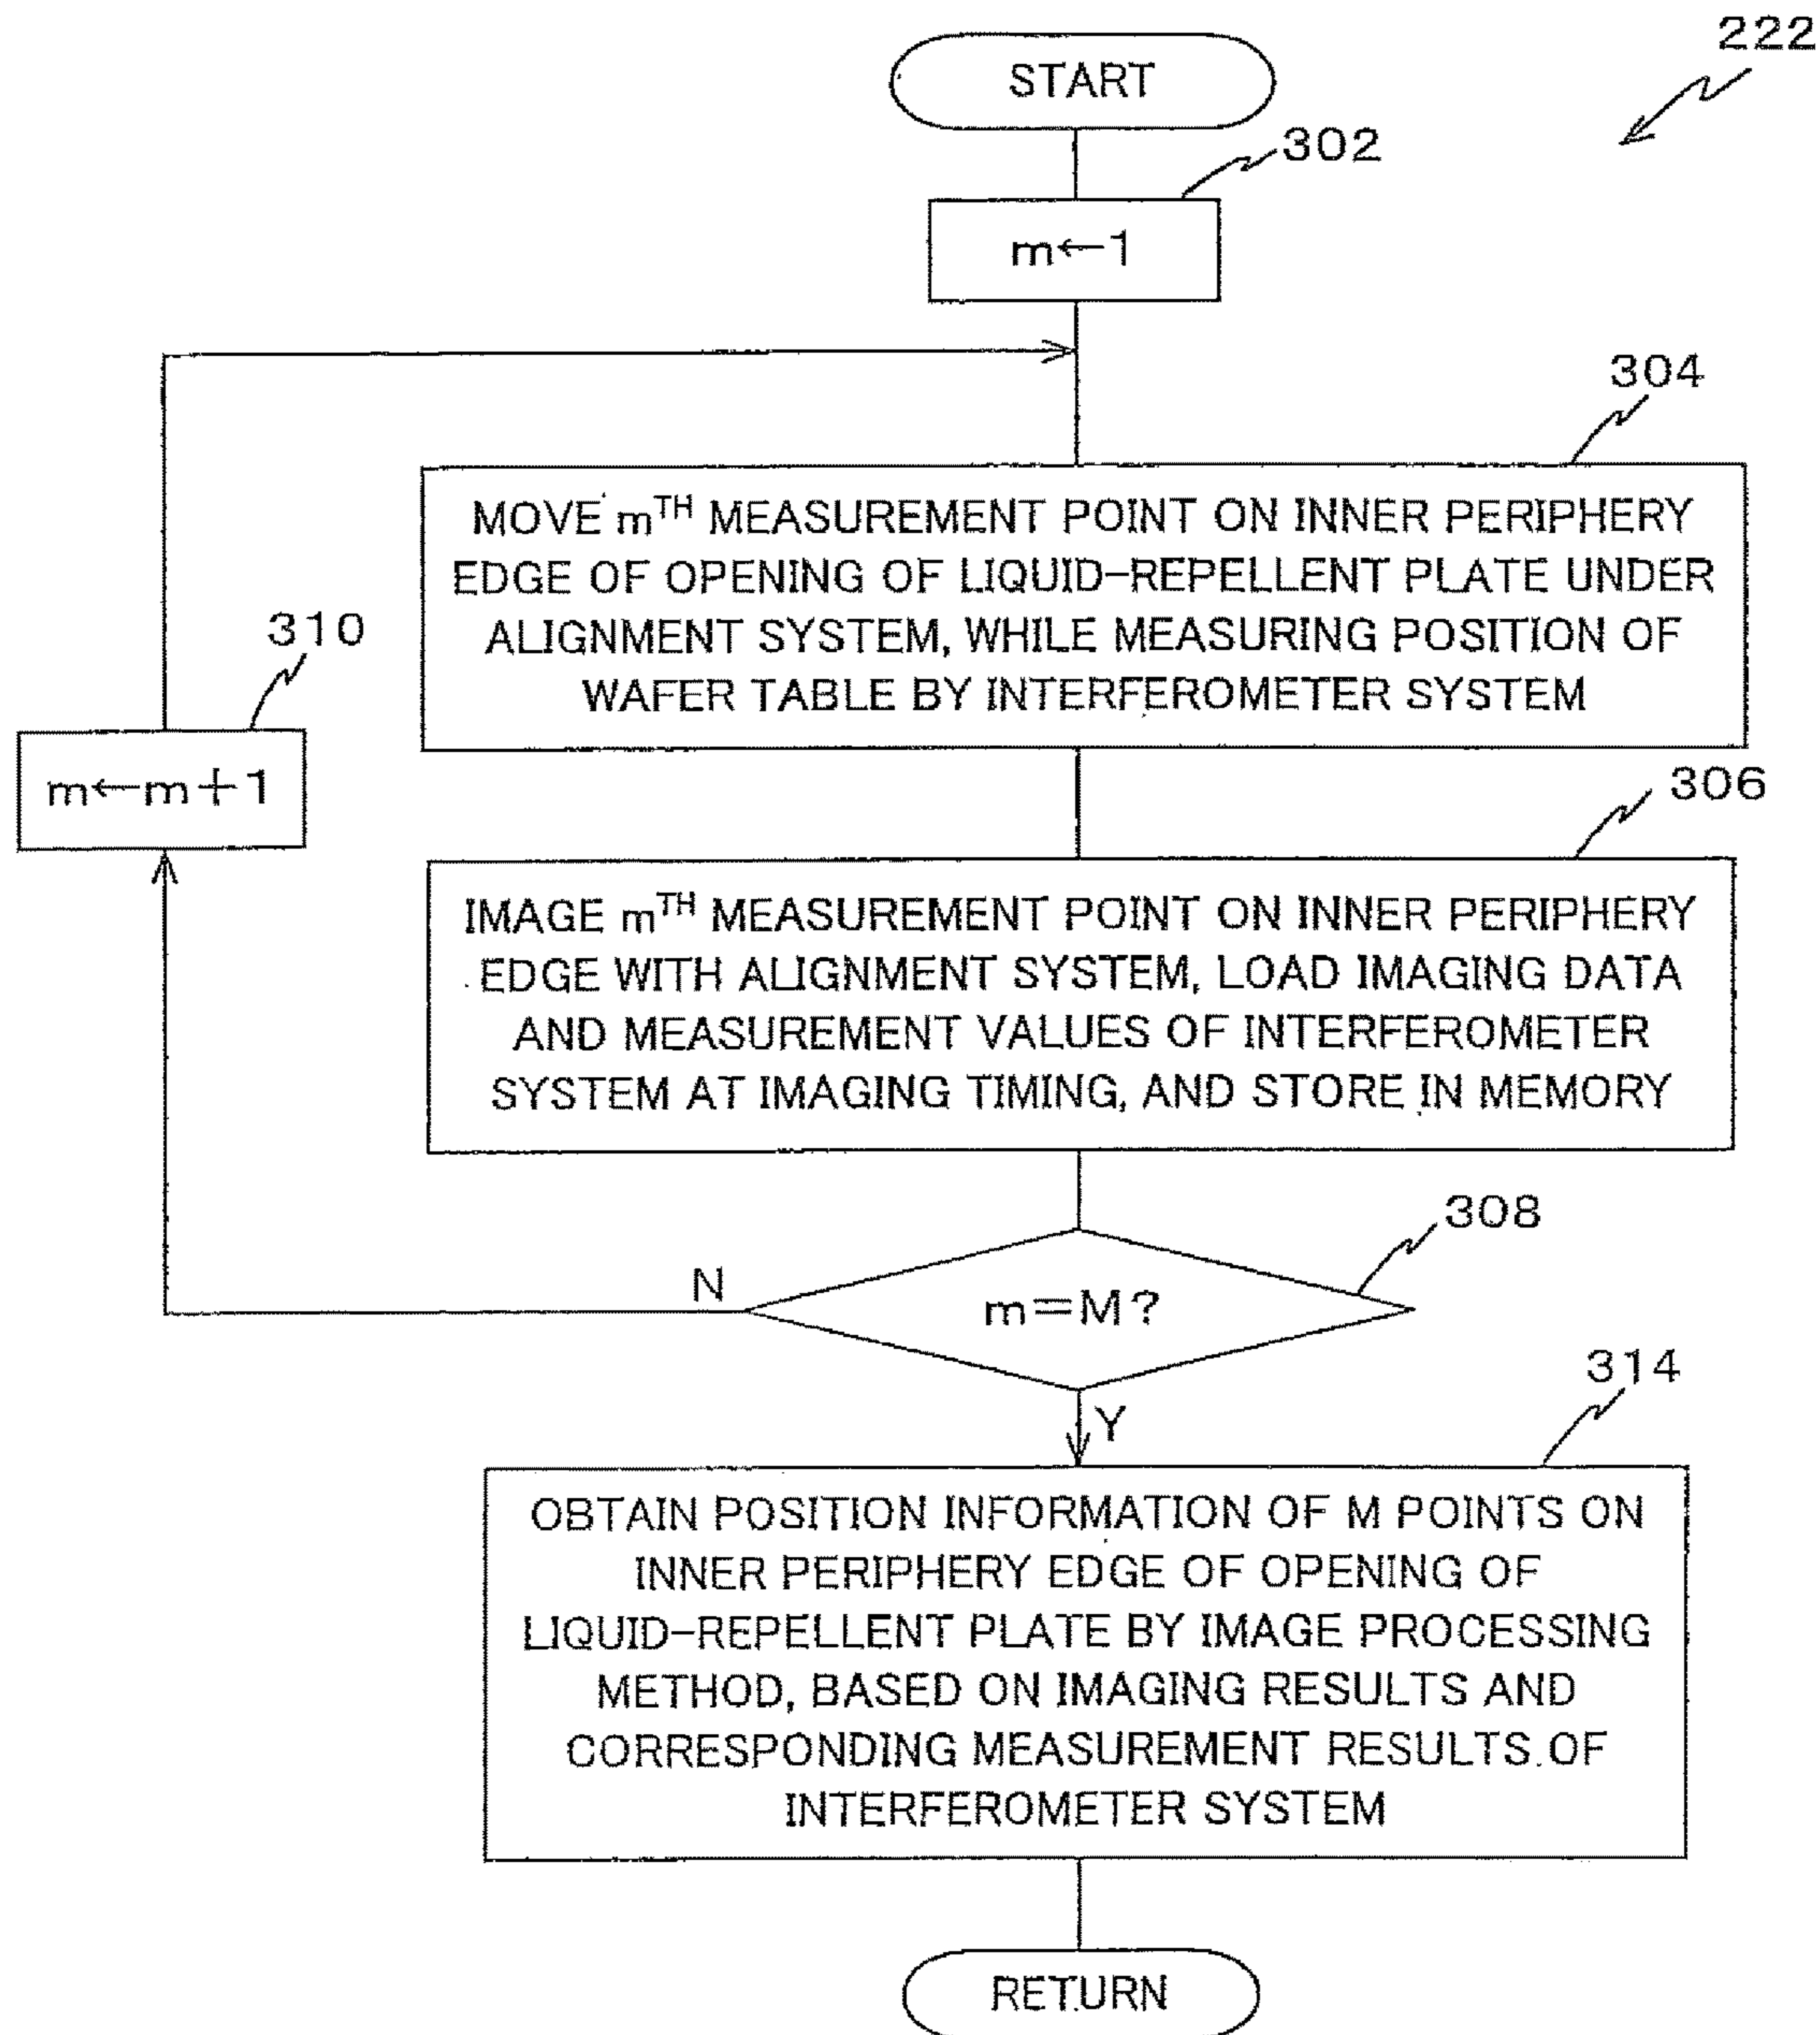 222
START
302
m←1
304
MOVE mTH MEASUREMENT POINT ON INNER PERIPHERY
EDGE OF OPENING OF LIQUID-REPELLENT PLATE UNDER
ALIGNMENT SYSTEM, WHILE MEASURING POSITION OF
WAFER TABLE BY INTERFEROMETER SYSTEM
310
m←m+1
306
IMAGE mTH MEASUREMENT POINT ON INNER PERIPHERY
EDGE WITH ALIGNMENT SYSTEM, LOAD IMAGING DATA
AND MEASUREMENT VALUES OF INTERFEROMETER
SYSTEM AT IMAGING TIMING, AND STORE IN MEMORY
308
N
m=M?
Y
314
OBTAIN POSITION INFORMATION OF M POINTS ON
INNER PERIPHERY EDGE OF OPENING OF
LIQUID-REPELLENT PLATE BY IMAGE PROCESSING
METHOD, BASED ON IMAGING RESULTS AND
CORRESPONDING MEASUREMENT RESULTS OF
INTERFEROMETER SYSTEM
RETURN